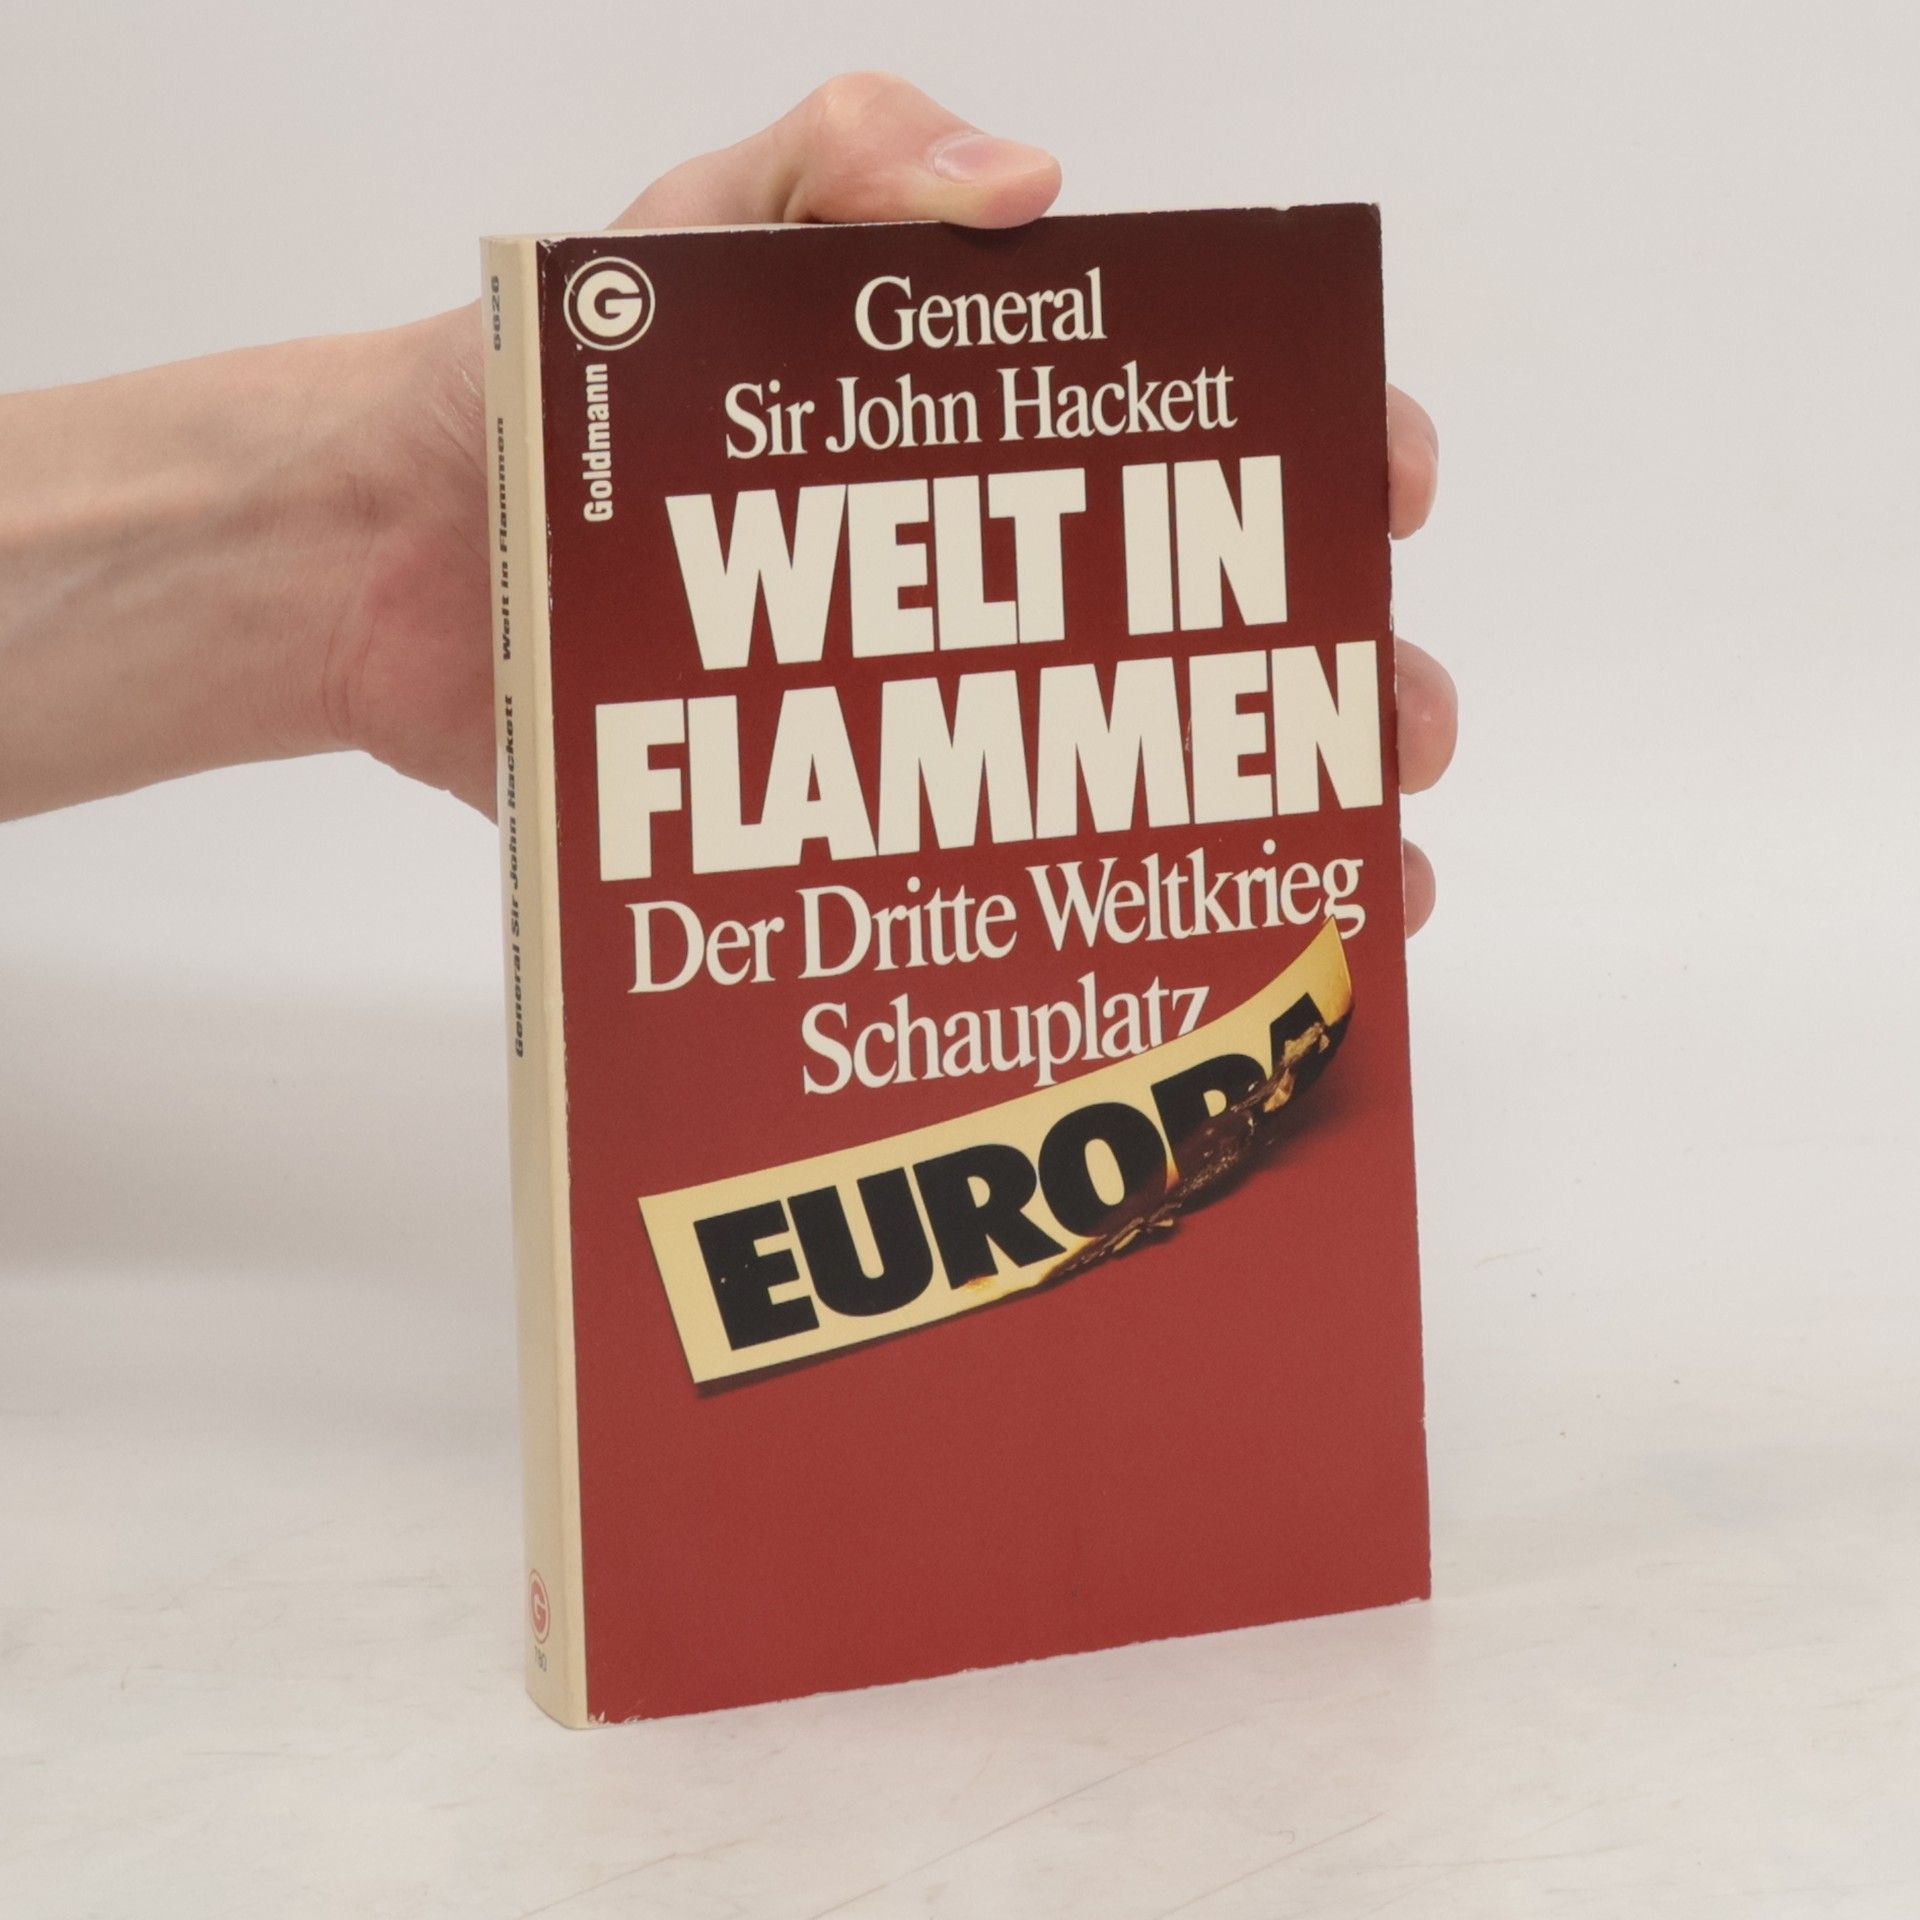 G
Goldmann
General
Sir John Hackett
WELT IN
FLAMMEN
Der Dritte Weltkrieg
Schauplatz
EUROPA
General Sir John Hackett Welt in Flammen 6626
G
780